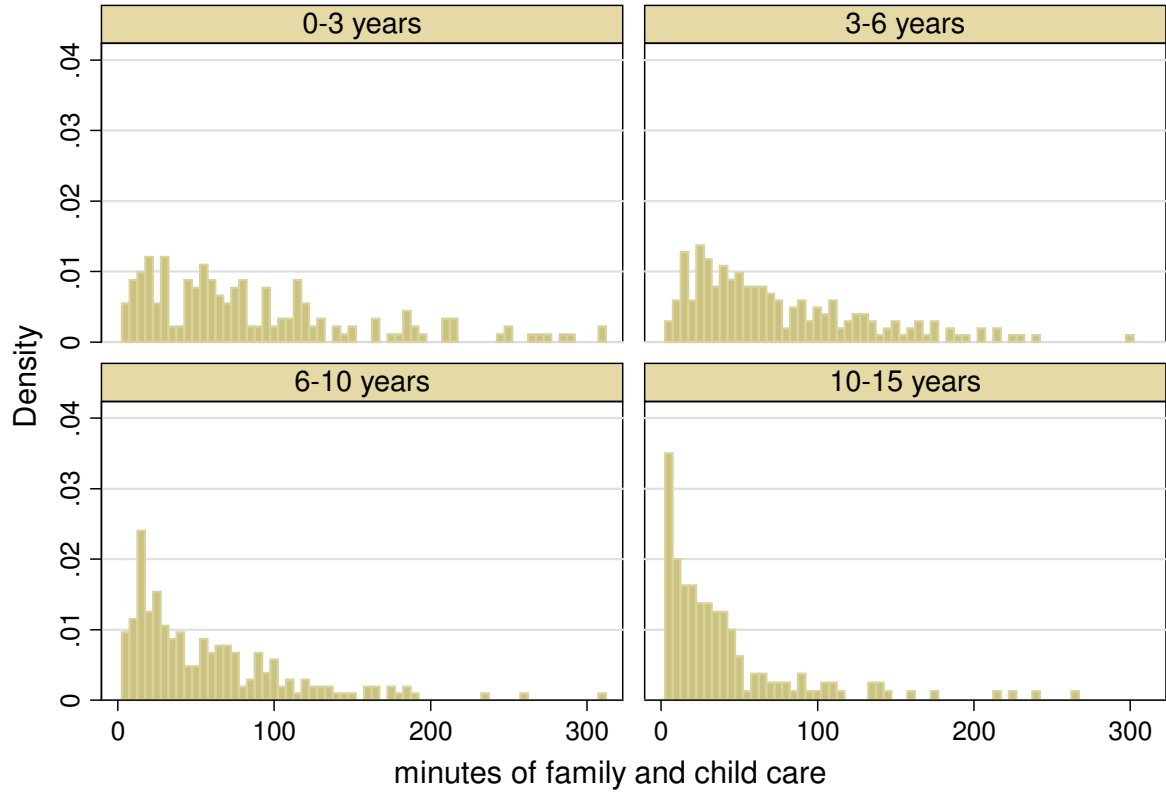 0-3 years
3-6 years
.04
.03
.02
.01
0
6-10 years
10-15 years
.04
.03
.02
.01
0
Density
0 100 200 300
0 100 200 300
minutes of family and child care